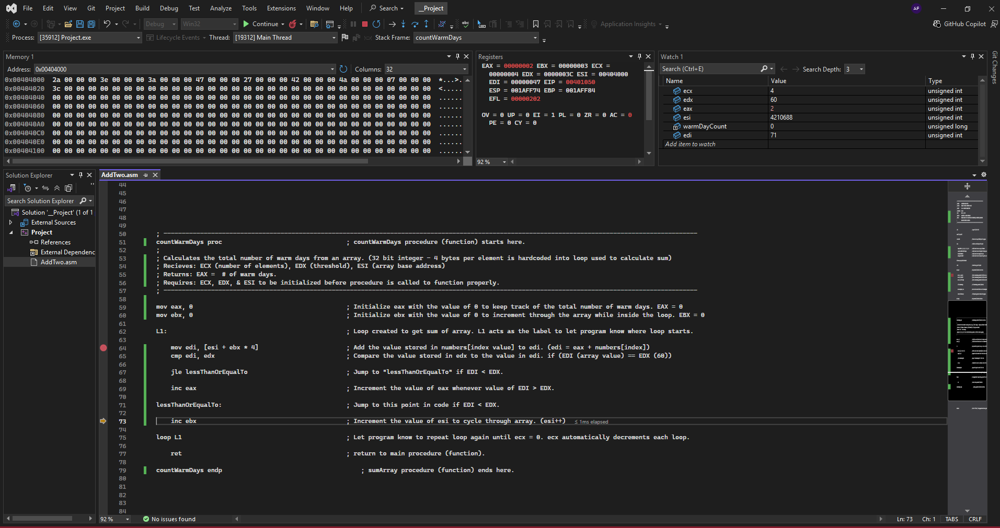 File Edit View Git Project Build Debug Test Analyze Tools Extensions Window Help Search __Project AP
Debug Win32 Continue Application Insights GitHub Copilot
Process: [35912] Project.exe Lifecycle Events Thread: [19312] Main Thread Stack Frame: countWarmDays
Memory 1
Address: 0x00404000 Columns: 32
0x00404000 2a 00 00 00 3e 00 00 00 3a 00 00 00 47 00 00 00 27 00 00 00 42 00 00 00 4a 00 00 00 07 00 00 00 *...>.
0x00404020 3c 00 00 00 00 00 00 00 00 00 00 00 00 00 00 00 00 00 00 00 00 00 00 00 00 00 00 00 00 00 00 00 <.....
0x00404040 00 00 00 00 00 00 00 00 00 00 00 00 00 00 00 00 00 00 00 00 00 00 00 00 00 00 00 00 00 00 00 00 ......
0x00404060 00 00 00 00 00 00 00 00 00 00 00 00 00 00 00 00 00 00 00 00 00 00 00 00 00 00 00 00 00 00 00 00 ......
0x00404080 00 00 00 00 00 00 00 00 00 00 00 00 00 00 00 00 00 00 00 00 00 00 00 00 00 00 00 00 00 00 00 00 ......
0x004040A0 00 00 00 00 00 00 00 00 00 00 00 00 00 00 00 00 00 00 00 00 00 00 00 00 00 00 00 00 00 00 00 00 ......
0x004040C0 00 00 00 00 00 00 00 00 00 00 00 00 00 00 00 00 00 00 00 00 00 00 00 00 00 00 00 00 00 00 00 00 ......
0x004040E0 00 00 00 00 00 00 00 00 00 00 00 00 00 00 00 00 00 00 00 00 00 00 00 00 00 00 00 00 00 00 00 00 ......
0x00404100 00 00 00 00 00 00 00 00 00 00 00 00 00 00 00 00 00 00 00 00 00 00 00 00 00 00 00 00 00 00 00 00 ......
Registers
EAX = 00000002 EBX = 00000003 ECX =
00000004 EDX = 0000003C ESI = 00404000
EDI = 00000047 EIP = 00401050
ESP = 001AFF74 EBP = 001AFF84
EFL = 00000202
OV = 0 UP = 0 EI = 1 PL = 0 ZR = 0 AC = 0
PE = 0 CY = 0
92 %
Watch 1
Search (Ctrl+E) Search Depth: 3
Name Value Type
ecx 4 unsigned int
edx 60 unsigned int
eax 2 unsigned int
esi 4210688 unsigned int
warmDayCount 0 unsigned long
edi 71 unsigned int
Add item to watch
Git Changes
Solution Explorer
Search Solution Explorer
Solution '__Project' (1 of 1
External Sources
Project
References
External Dependenc
AddTwo.asm
AddTwo.asm
44
45
46
47
48
49
50 ; ————————————————
51 countWarmDays proc ; countWarmDays procedure (function) starts here.
52 ;
53 ; Calculates the total number of warm days from an array. (32 bit integer - 4 bytes per element is hardcoded into loop used to calculate sum)
54 ; Recieves: ECX (number of elements), EDX (threshold), ESI (array base address)
55 ; Returns: EAX =  # of warm days.
56 ; Requires: ECX, EDX, & ESI to be initialized before procedure is called to function properly.
57 ; ————————————————
58
59 mov eax, 0 ; Initialize eax with the value of 0 to keep track of the total number of warm days. EAX = 0
60 mov ebx, 0 ; Initialize ebx with the value of 0 to increment through the array while inside the loop. EBX = 0
61
62 L1: ; Loop created to get sum of array. L1 acts as the label to let program know where loop starts.
63
64 mov edi, [esi + ebx * 4] ; Add the value stored in numbers[index value] to edi. (edi = eax + numbers[index])
65 cmp edi, edx ; Compare the value stored in edx to the value in edi. if (EDI (array value) == EDX (60))
66
67 jle lessThanOrEqualTo ; Jump to "lessThanOrEqualTo" if EDI < EDX.
68
69 inc eax ; Increment the value of eax whenever value of EDI > EDX.
70
71 lessThanOrEqualTo: ; Jump to this point in code if EDI < EDX.
72
73 inc ebx ; Increment the value of esi to cycle through array. (esi++) ≤ 1ms elapsed
74
75 loop L1 ; Let program know to repeat loop again until ecx = 0. ecx automatically decrements each loop.
76
77 ret ; return to main procedure (function).
78
79 countWarmDays endp ; sumArray procedure (function) ends here.
80
81
82
83
84
92 % No issues found Ln: 73 Ch: 1 TABS CRLF